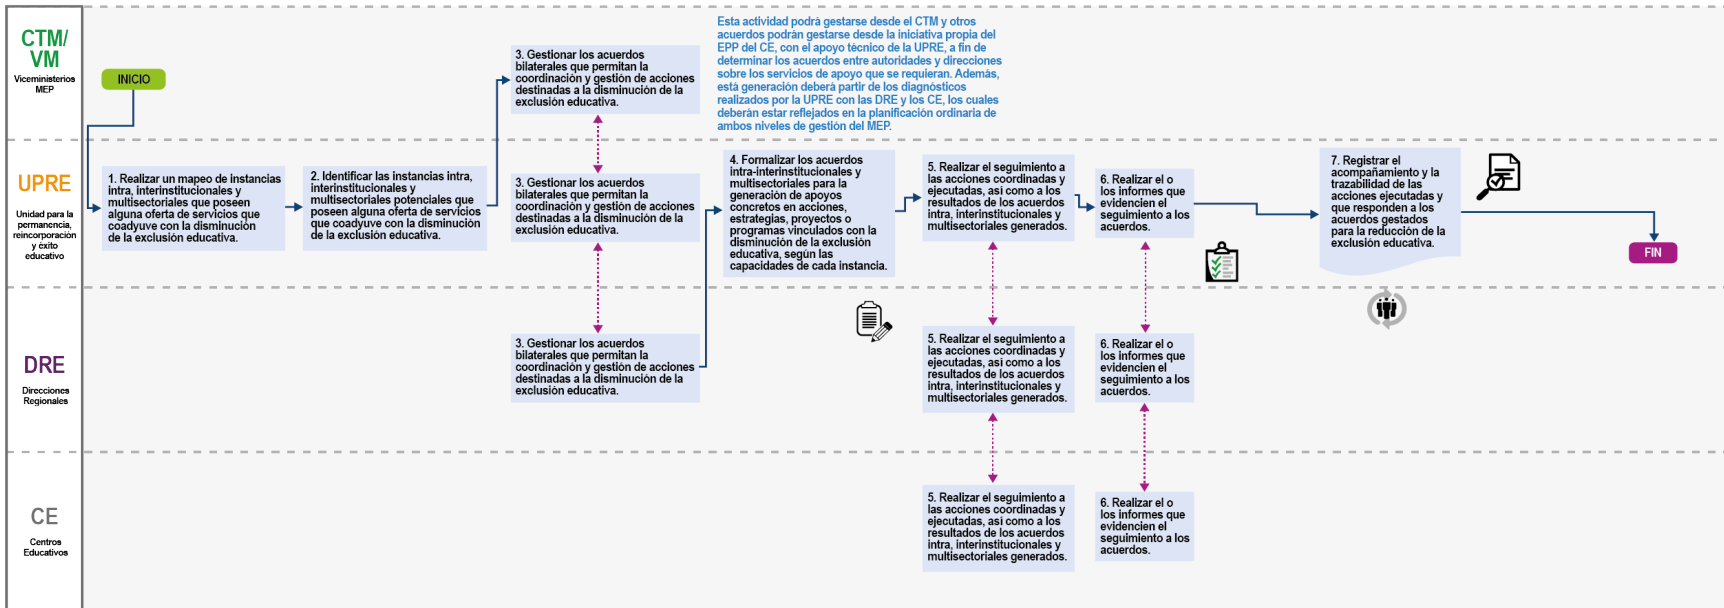 CTM/
VM
Viceministerios
MEP
INICIO
3. Gestionar los acuerdos
bilaterales que permitan la
coordinación y gestión de acciones
destinadas a la disminución de la
exclusión educativa.
Esta actividad podrá gestarse desde el CTM y otros
acuerdos podrán gestarse desde la iniciativa propia del
EPP del CE, con el apoyo técnico de la UPRE, a fin de
determinar los acuerdos entre autoridades y direcciones
sobre los servicios de apoyo que se requieran. Además,
está generación deberá partir de los diagnósticos
realizados por la UPRE con las DRE y los CE, los cuales
deberán estar reflejados en la planificación ordinaria de
ambos niveles de gestión del MEP.
UPRE
Unidad para la
permanencia,
reincorporación
y éxito
educativo
1. Realizar un mapeo de instancias
intra, interinstitucionales y
multisectoriales que poseen
alguna oferta de servicios que
coadyuve con la disminución
de la exclusión educativa.
2. Identificar las instancias intra,
interinstitucionales y
multisectoriales potenciales que
poseen alguna oferta de servicios
que coadyuve con la disminución
de la exclusión educativa.
3. Gestionar los acuerdos
bilaterales que permitan la
coordinación y gestión de acciones
destinadas a la disminución de la
exclusión educativa.
4. Formalizar los acuerdos
intra-interinstitucionales y
multisectoriales para la
generación de apoyos
concretos en acciones,
estrategias, proyectos o
programas vinculados con la
disminución de la exclusión
educativa, según las
capacidades de cada instancia.
5. Realizar el seguimiento a
las acciones coordinadas y
ejecutadas, así como a los
resultados de los acuerdos
intra, interinstitucionales y
multisectoriales generados.
6. Realizar el o
los informes que
evidencien el
seguimiento a los
acuerdos.
7. Registrar el
acompañamiento y la
trazabilidad de las
acciones ejecutadas y
que responden a los
acuerdos gestados
para la reducción de la
exclusión educativa.
FIN
DRE
Direcciones
Regionales
3. Gestionar los acuerdos
bilaterales que permitan la
coordinación y gestión de acciones
destinadas a la disminución de la
exclusión educativa.
5. Realizar el seguimiento a
las acciones coordinadas y
ejecutadas, así como a los
resultados de los acuerdos
intra, interinstitucionales y
multisectoriales generados.
6. Realizar el o
los informes que
evidencien el
seguimiento a los
acuerdos.
CE
Centros
Educativos
5. Realizar el seguimiento a
las acciones coordinadas y
ejecutadas, así como a los
resultados de los acuerdos
intra, interinstitucionales y
multisectoriales generados.
6. Realizar el o
los informes que
evidencien el
seguimiento a los
acuerdos.